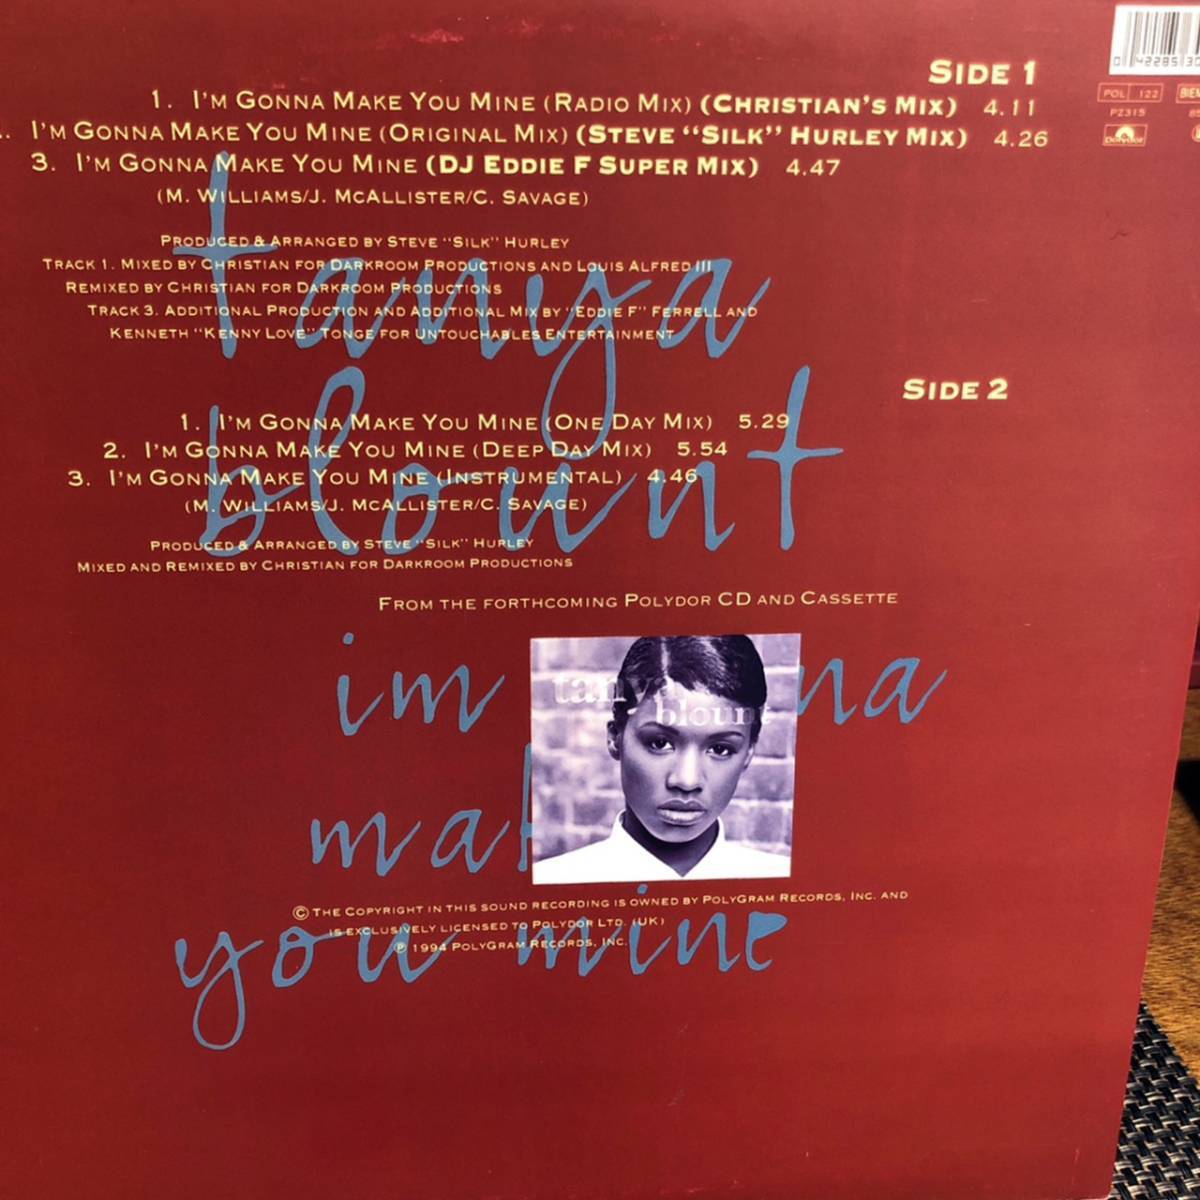 SIDE 1
1. I'M GONNA MAKE YOU MINE (RADIO MIX) (CHRISTIAN'S MIX) 4.11
I'M GONNA MAKE YOU MINE (ORIGINAL MIX) (STEVE "SILK" HURLEY MIX) 4.26
3. I'M GONNA MAKE YOU MINE (DJ EDDIE F SUPER MIX) 4.47
(M. WILLIAMS/J. MCALLISTER/C. SAVAGE)
PRODUCED & ARRANGED BY STEVE "SILK" HURLEY
TRACK 1. MIXED BY CHRISTIAN FOR DARKROOM PRODUCTIONS AND LOUIS ALFRED III
REMIXED BY CHRISTIAN FOR DARKROOM PRODUCTIONS
TRACK 3. ADDITIONAL PRODUCTION AND ADDITIONAL MIX BY "EDDIE F" FERRELL AND
KENNETH "KENNY LOVE" TONGE FOR UNTOUCHABLES ENTERTAINMENT
tanya
blount
SIDE 2
1. I'M GONNA MAKE YOU MINE (ONE DAY MIX) 5.29
2. I'M GONNA MAKE YOU MINE (DEEP DAY MIX) 5.54
3. I'M GONNA MAKE YOU MINE (INSTRUMENTAL) 4.46
(M. WILLIAMS/J. MCALLISTER/C. SAVAGE)
PRODUCED & ARRANGED BY STEVE "SILK" HURLEY
MIXED AND REMIXED BY CHRISTIAN FOR DARKROOM PRODUCTIONS
FROM THE FORTHCOMING POLYDOR CD AND CASSETTE
im na
tanya
blount
mak
you mine
© THE COPYRIGHT IN THIS SOUND RECORDING IS OWNED BY POLYGRAM RECORDS, INC. AND
IS EXCLUSIVELY LICENSED TO POLYDOR LTD. (UK)
℗ 1994 POLYGRAM RECORDS, INC.
0 42285 30
POL 122 BIEM
PZ315
polydor